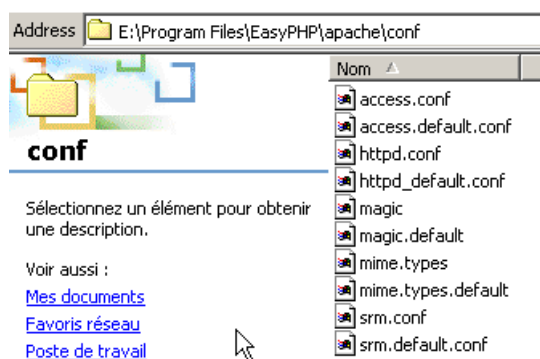 Address E:\Program Files\EasyPHP\apache\conf
conf
Sélectionnez un élément pour obtenir
une description.
Voir aussi :
Mes documents
Favoris réseau
Poste de travail
Nom
access.conf
access.default.conf
httpd.conf
httpd_default.conf
magic
magic.default
mime.types
mime.types.default
srm.conf
srm.default.conf